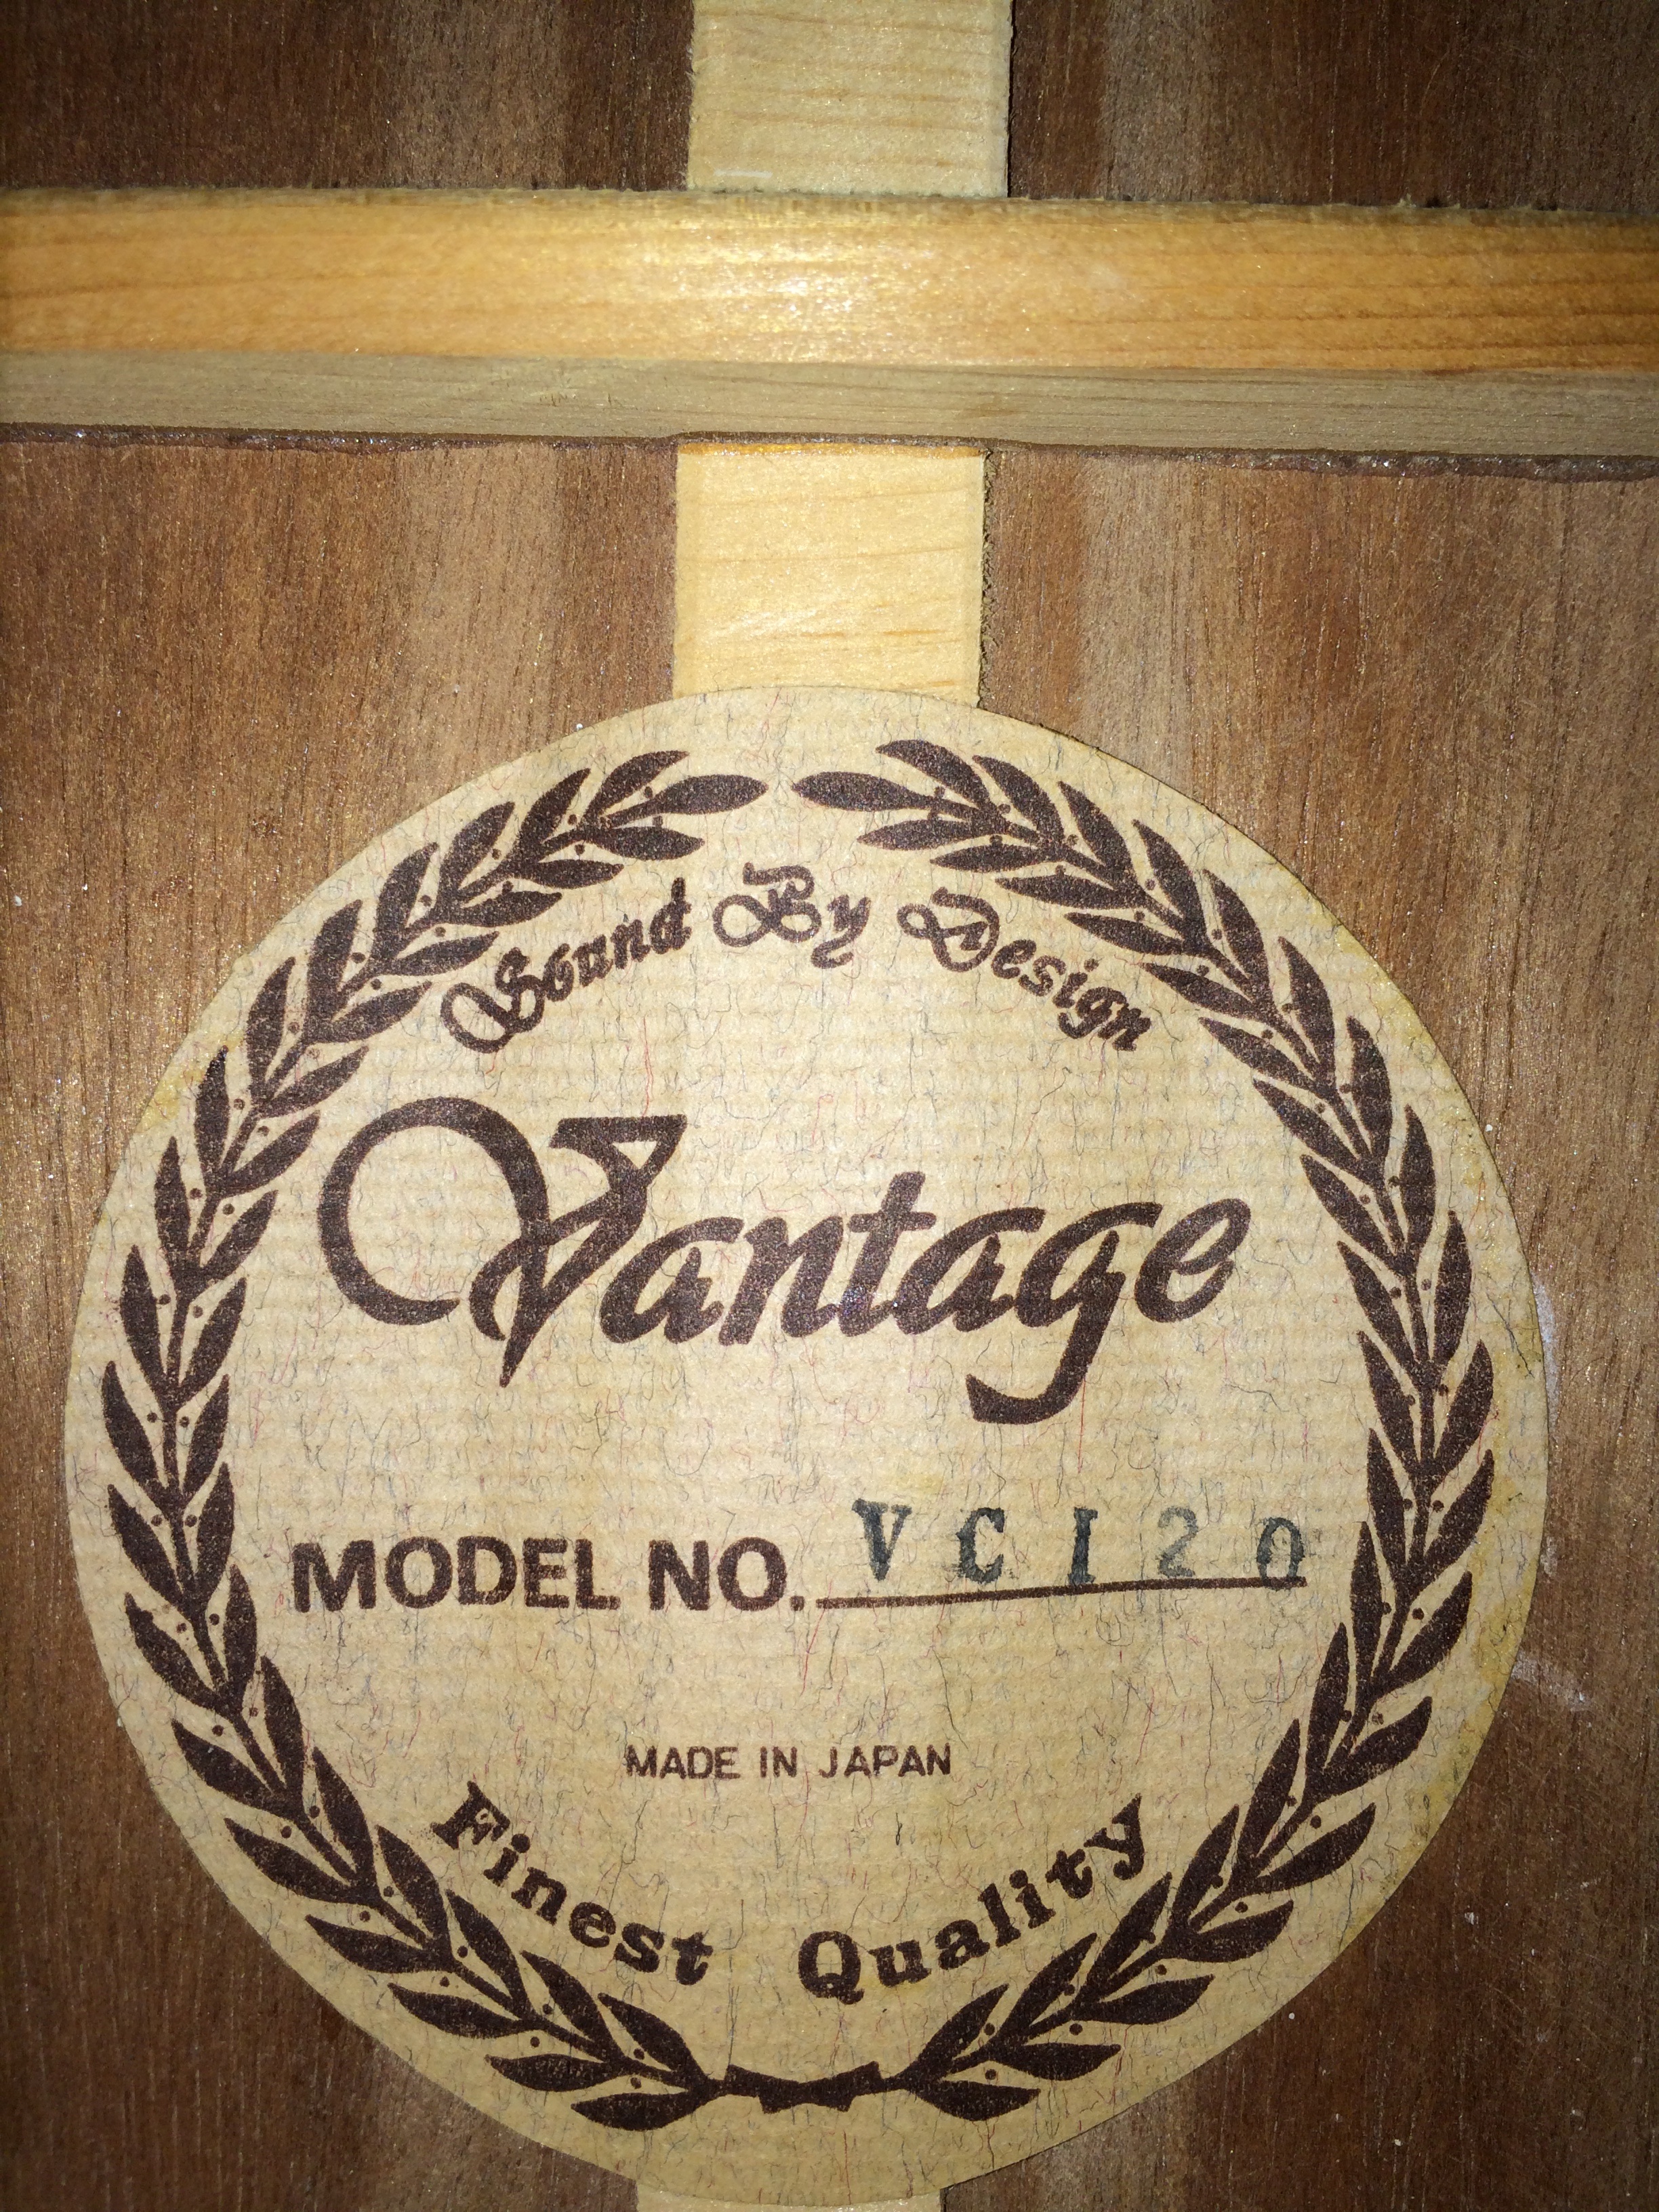 Sound By Design
Vantage
MODEL NO. VC120
MADE IN JAPAN
Finest Quality